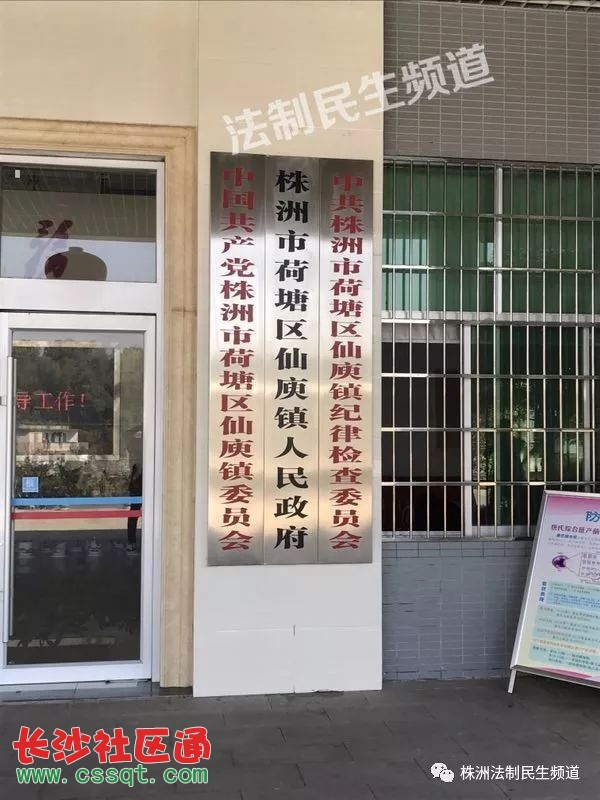 法制民生频道
中国共产党株洲市荷塘区仙庾镇委员会
株洲市荷塘区仙庾镇人民政府
中共株洲市荷塘区仙庾镇纪律检查委员会
导工作！
推
防
长沙社区通
www.cssqt.com
株洲法制民生频道